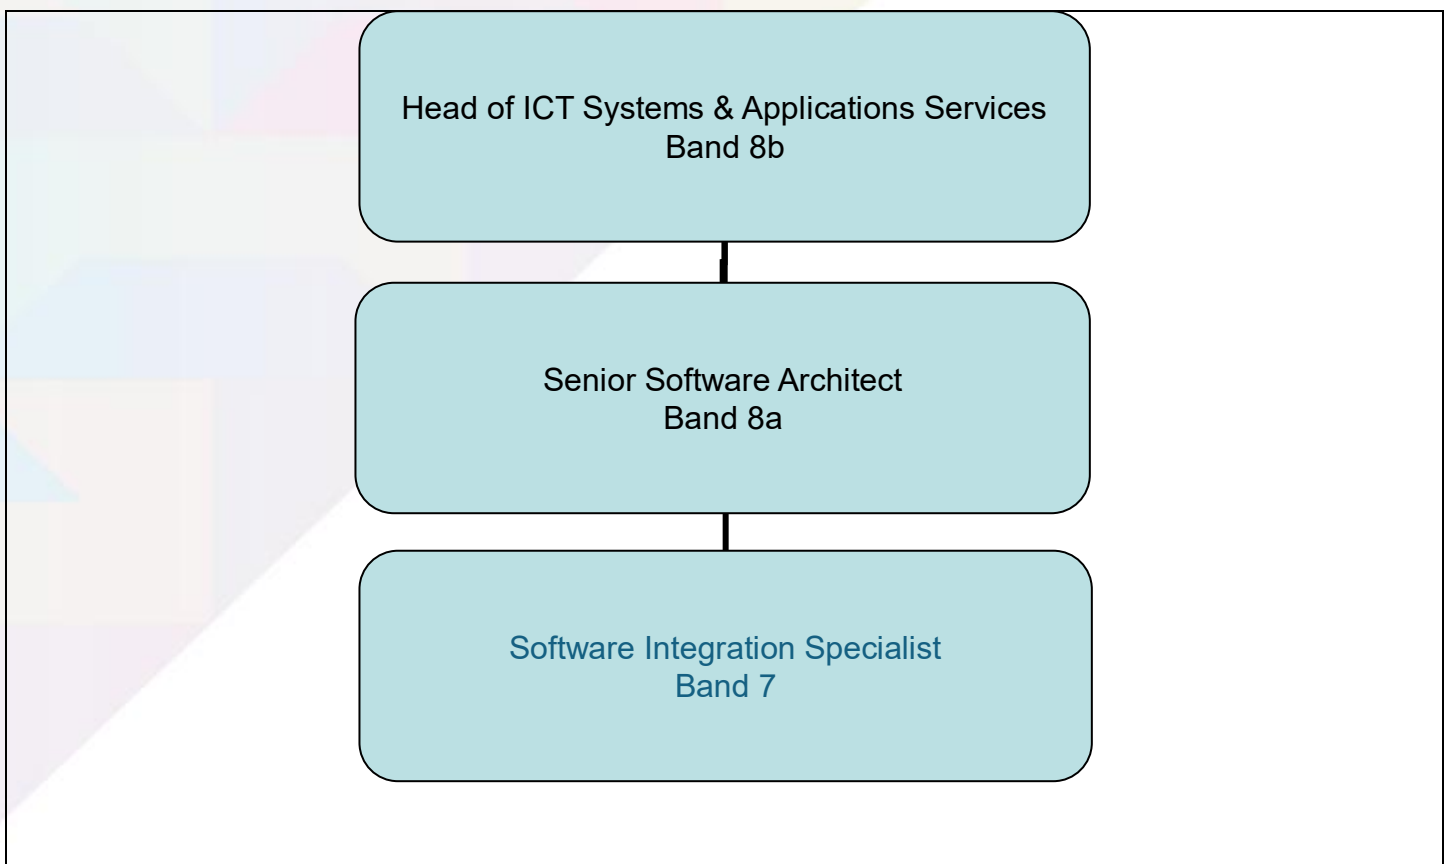 Head of ICT Systems & Applications Services
Band 8b
Senior Software Architect
Band 8a
Software Integration Specialist
Band 7